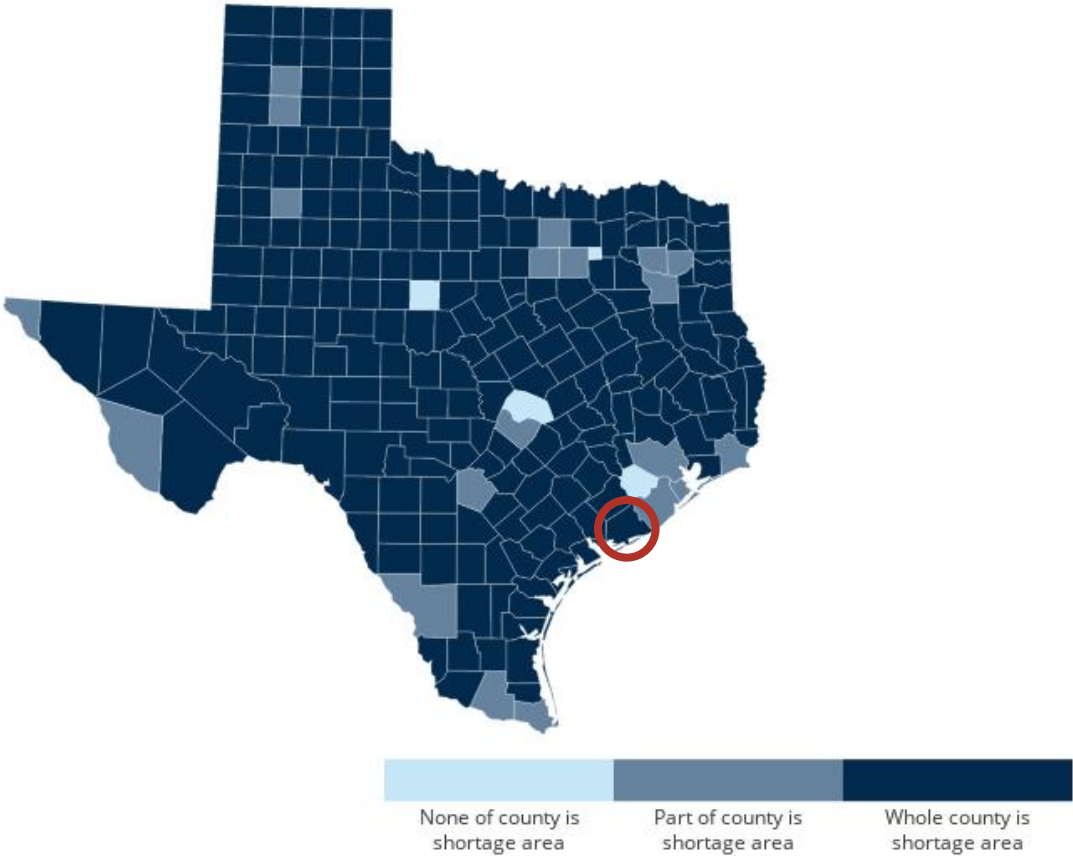 None of county is
shortage area
Part of county is
shortage area
Whole county is
shortage area